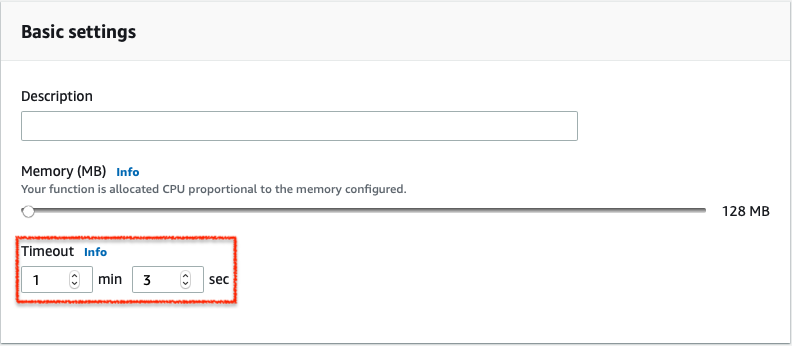 Basic settings
Description
Memory (MB) Info
Your function is allocated CPU proportional to the memory configured.
128 MB
Timeout Info
1 min 3 sec